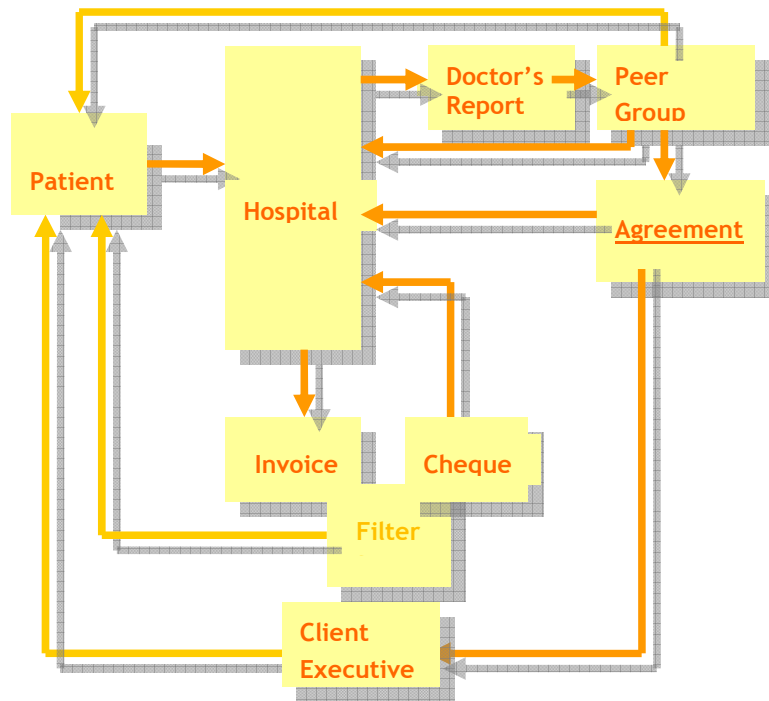 Doctor's
Report
Peer
Group
Patient
Hospital
Agreement
Invoice
Cheque
Filter
Client
Executive